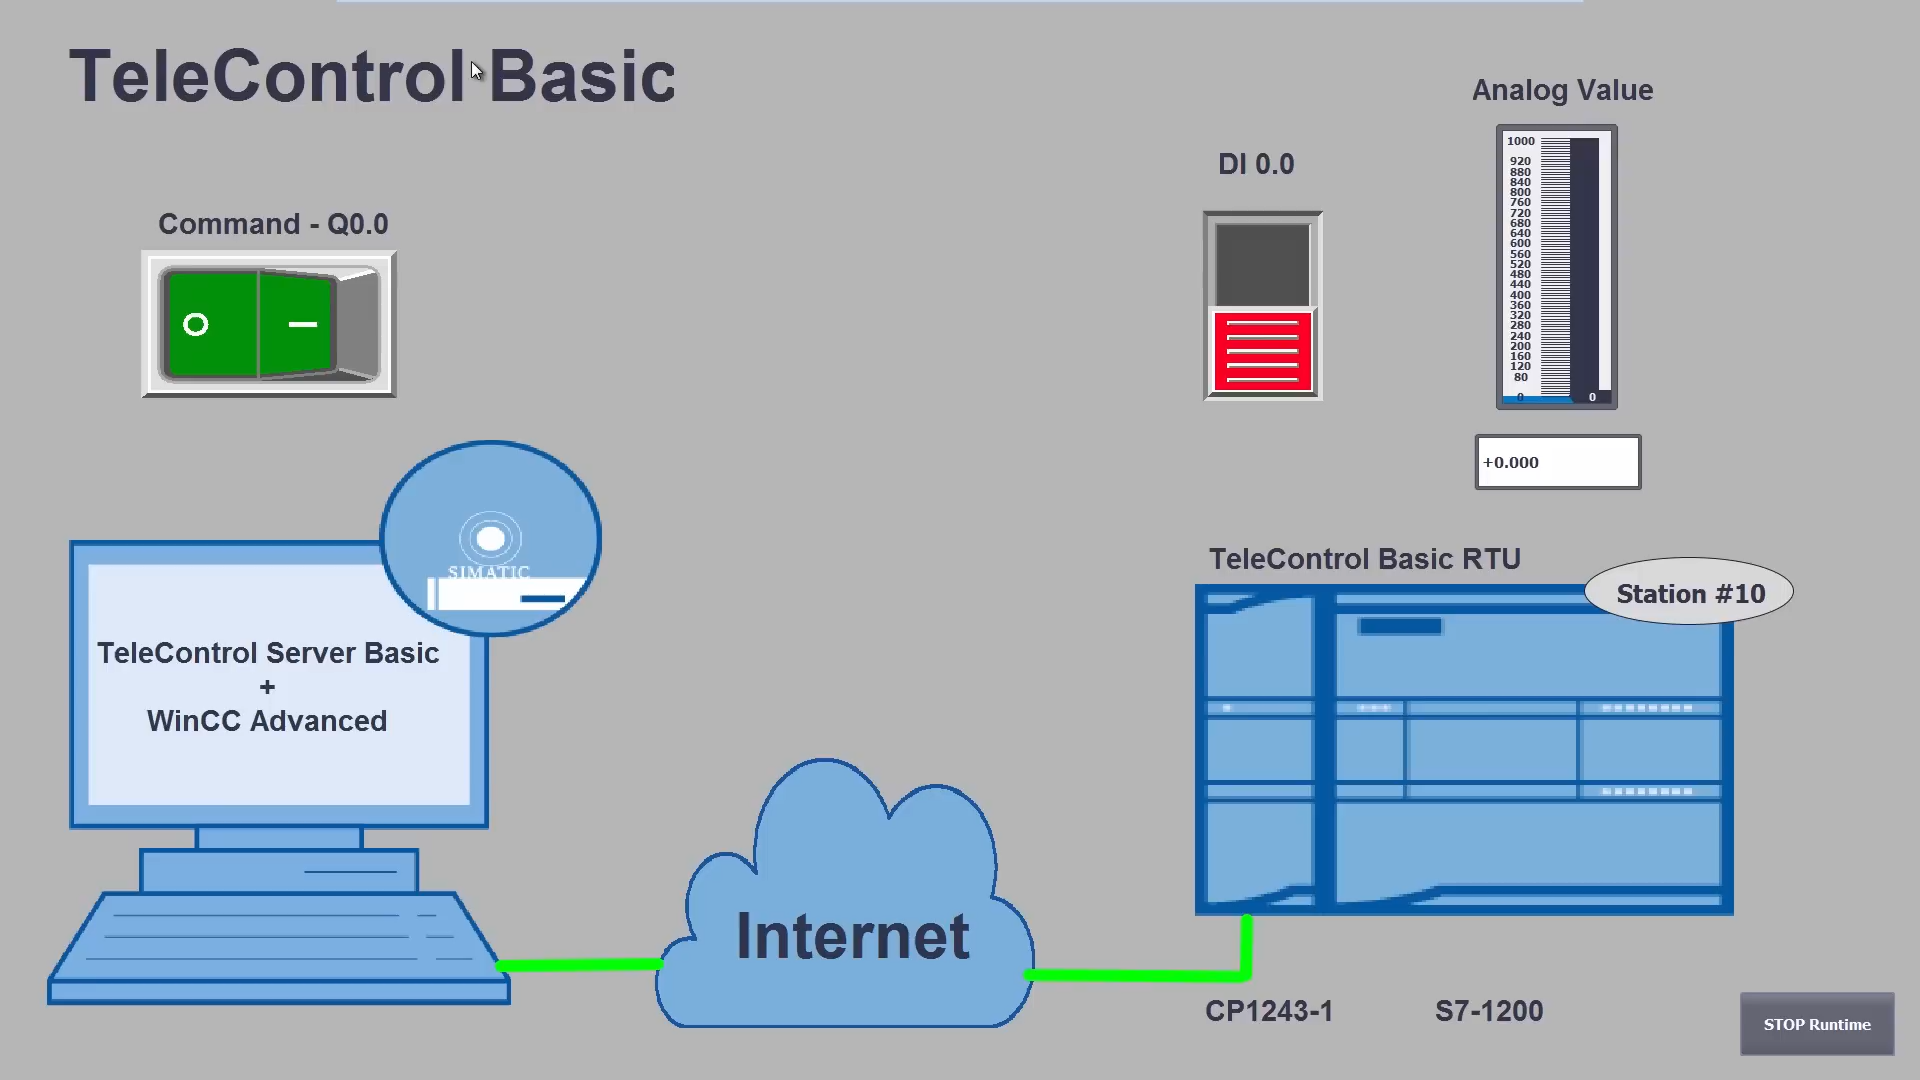 TeleControl Basic
Analog Value
DI 0.0
Command - Q0.0
1000
920
880
840
800
760
720
680
640
600
560
520
480
440
400
360
320
280
240
200
160
120
80
0
0
+0.000
SIMATIC
TeleControl Server Basic
+
WinCC Advanced
TeleControl Basic RTU
Station #10
Internet
CP1243-1
S7-1200
STOP Runtime